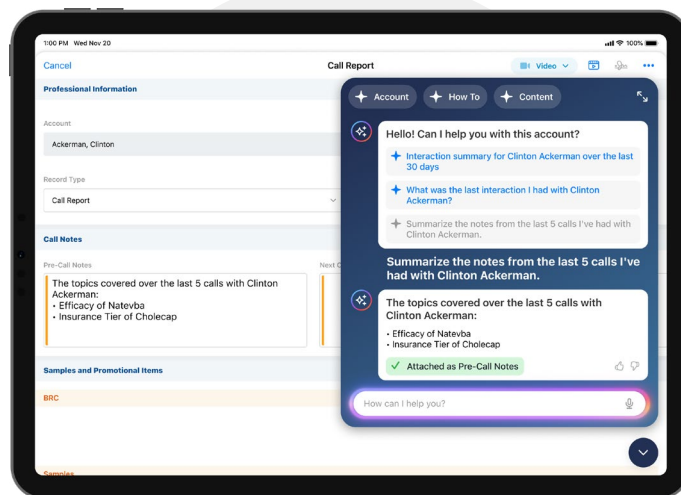 1:00 PM Wed Nov 20
100%
Cancel
Call Report
Video
Professional Information
Account
Ackerman, Clinton
Record Type
Call Report
Call Notes
Pre-Call Notes
Next C
The topics covered over the last 5 calls with Clinton
Ackerman:
• Efficacy of Natevba
• Insurance Tier of Cholecap
Samples and Promotional Items
BRC
Samples
Account
How To
Content
Hello! Can I help you with this account?
Interaction summary for Clinton Ackerman over the last
30 days
What was the last interaction I had with Clinton
Ackerman?
Summarize the notes from the last 5 calls I've had with
Clinton Ackerman.
Summarize the notes from the last 5 calls I've
had with Clinton Ackerman.
The topics covered over the last 5 calls with
Clinton Ackerman:
• Efficacy of Natevba
• Insurance Tier of Cholecap
Attached as Pre-Call Notes
How can I help you?